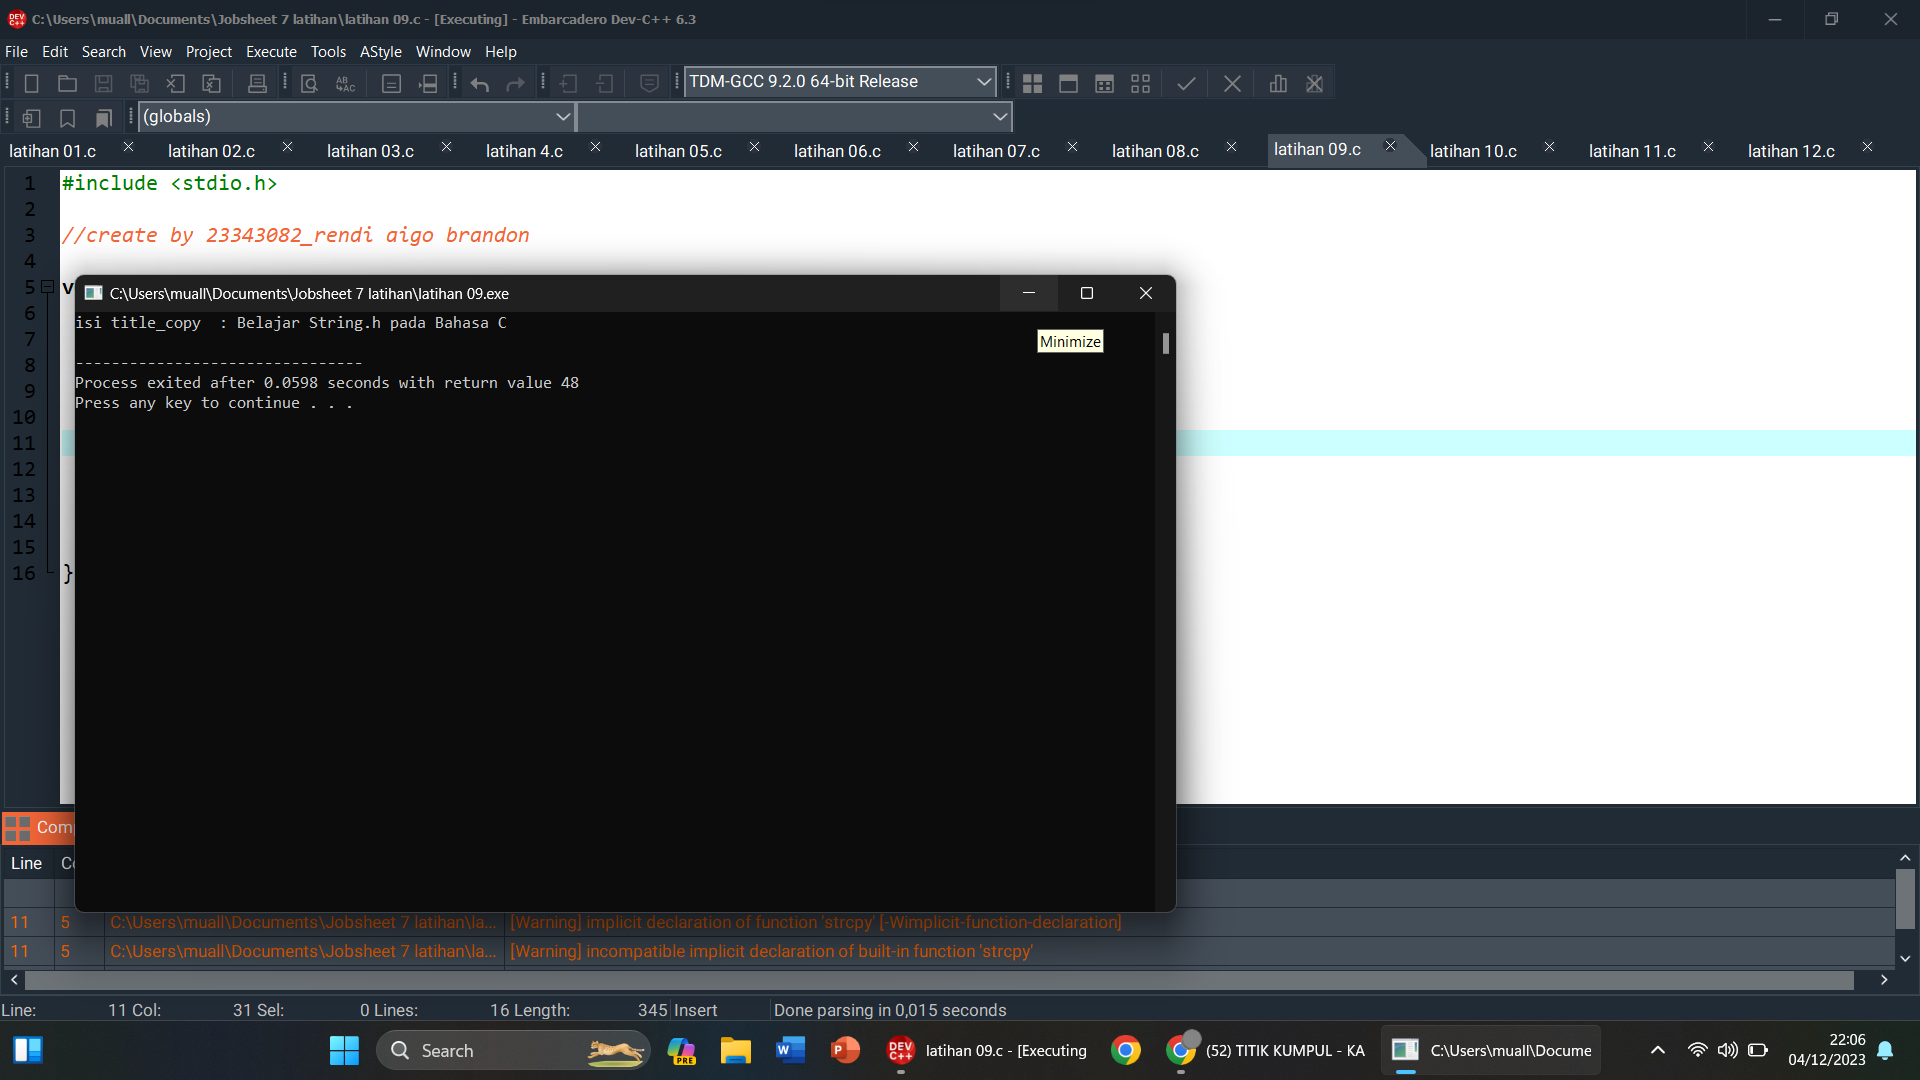 C:\Users\muall\Documents\Jobsheet 7 latihan\latihan 09.c - [Executing] - Embarcadero Dev-C++ 6.3
File Edit Search View Project Execute Tools AStyle Window Help
TDM-GCC 9.2.0 64-bit Release
(globals)
latihan 01.c latihan 02.c latihan 03.c latihan 4.c latihan 05.c latihan 06.c latihan 07.c latihan 08.c latihan 09.c latihan 10.c latihan 11.c latihan 12.c
1 #include <stdio.h>
2
3 //create by 23343082_rendi aigo brandon
4
5 v
6
7
8
9
10
11
12
13
14
15
16 }
C:\Users\muall\Documents\Jobsheet 7 latihan\latihan 09.exe
isi title_copy  : Belajar String.h pada Bahasa C
Minimize
--------------------------------
Process exited after 0.0598 seconds with return value 48
Press any key to continue . . .
Com
Line Co
11 5 C:\Users\muall\Documents\Jobsheet 7 latihan\la... [Warning] implicit declaration of function 'strcpy' [-Wimplicit-function-declaration]
11 5 C:\Users\muall\Documents\Jobsheet 7 latihan\la... [Warning] incompatible implicit declaration of built-in function 'strcpy'
Line: 11 Col: 31 Sel: 0 Lines: 16 Length: 345 Insert Done parsing in 0,015 seconds
Search
PRE
DEV C++
latihan 09.c - [Executing
(52) TITIK KUMPUL - KA
C:\Users\muall\Docume
22:06
04/12/2023